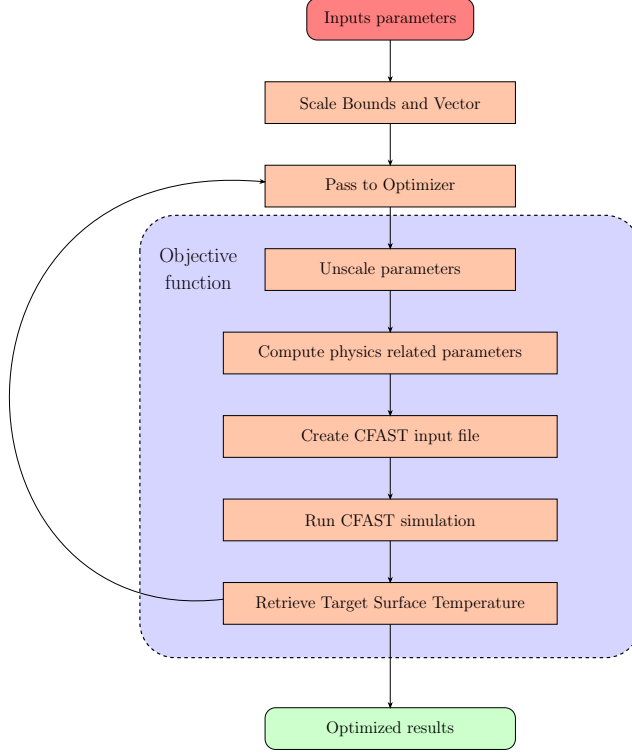 Inputs parameters
Scale Bounds and Vector
Pass to Optimizer
Objective
function
Unscale parameters
Compute physics related parameters
Create CFAST input file
Run CFAST simulation
Retrieve Target Surface Temperature
Optimized results